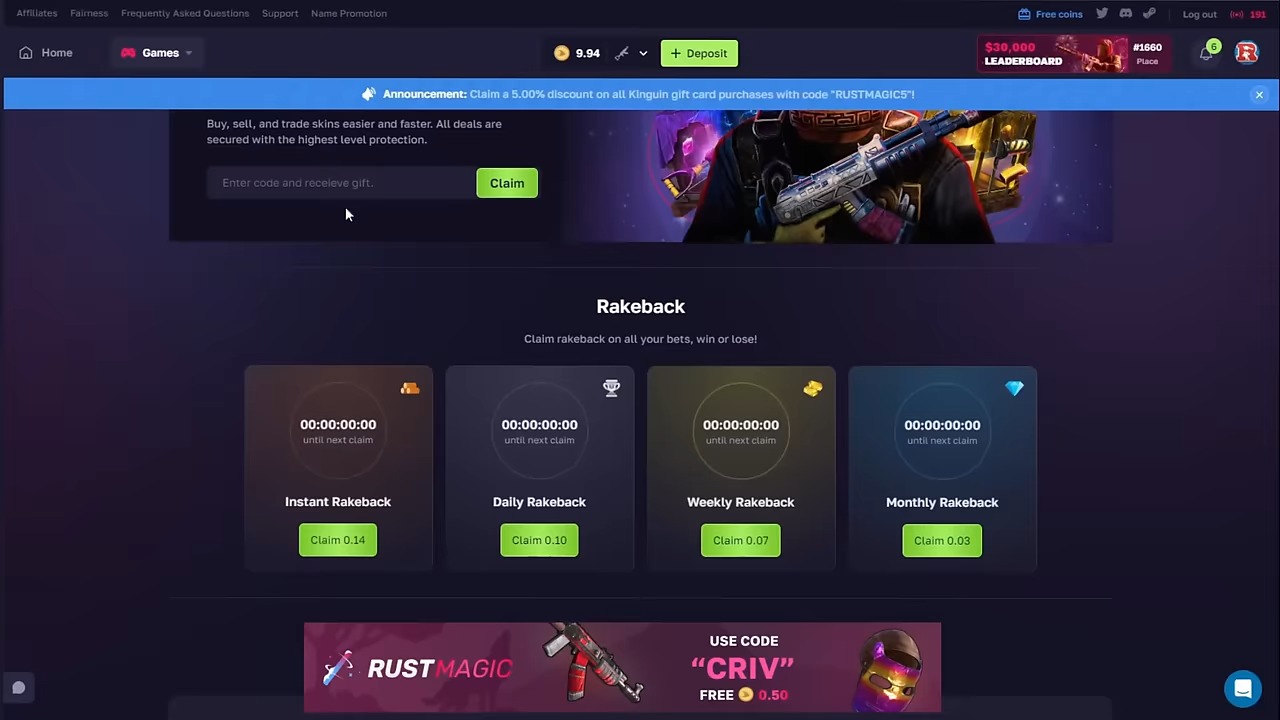 Affiliates Fairness Frequently Asked Questions Support Name Promotion
Free coins Log out 191
Home Games 9.94 + Deposit
$30,000 LEADERBOARD #1660 Place 6
Announcement: Claim a 5.00% discount on all Kinguin gift card purchases with code "RUSTMAGIC5"!
Buy, sell, and trade skins easier and faster. All deals are
secured with the highest level protection.
Enter code and receieve gift. Claim
Rakeback
Claim rakeback on all your bets, win or lose!
00:00:00:00 00:00:00:00 00:00:00:00 00:00:00:00
until next claim until next claim until next claim until next claim
Instant Rakeback Daily Rakeback Weekly Rakeback Monthly Rakeback
Claim 0.14 Claim 0.10 Claim 0.07 Claim 0.03
RUSTMAGIC
USE CODE
“CRIV”
FREE 0.50